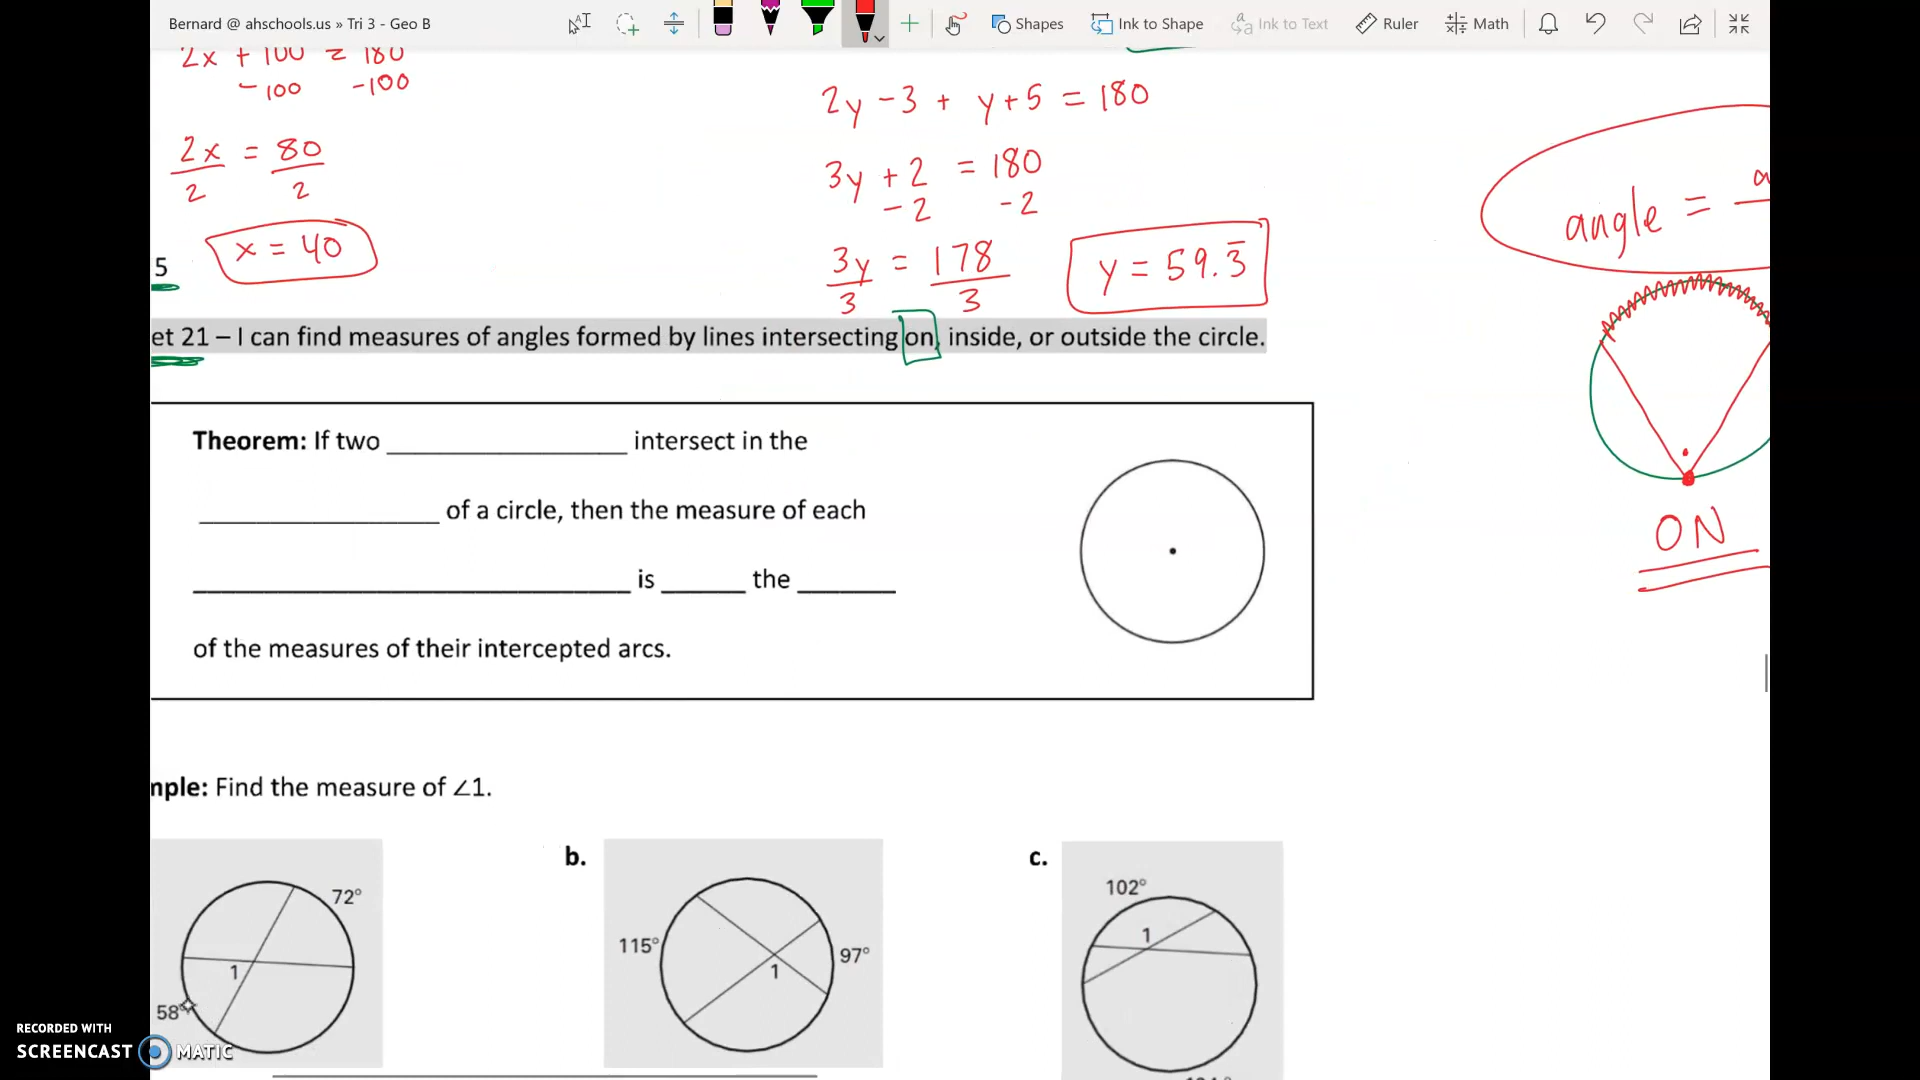 Bernard @ ahschools.us » Tri 3 - Geo B
Shapes
Ink to Shape
Ink to Text
Ruler
Math
2x + 100 = 180
-100 -100
2x = 80
2 2
x = 40
2y - 3 + y + 5 = 180
3y + 2 = 180
-2 -2
3y = 178
3 3
y = 59.3̅
angle =
ON
5
et 21 – I can find measures of angles formed by lines intersecting on, inside, or outside the circle.
Theorem: If two _________________ intersect in the
_________________ of a circle, then the measure of each
_______________________________ is ______ the _______
of the measures of their intercepted arcs.
mple: Find the measure of ∠1.
72°
1
58°
b.
115°
97°
1
c.
102°
1
RECORDED WITH
SCREENCAST MATIC